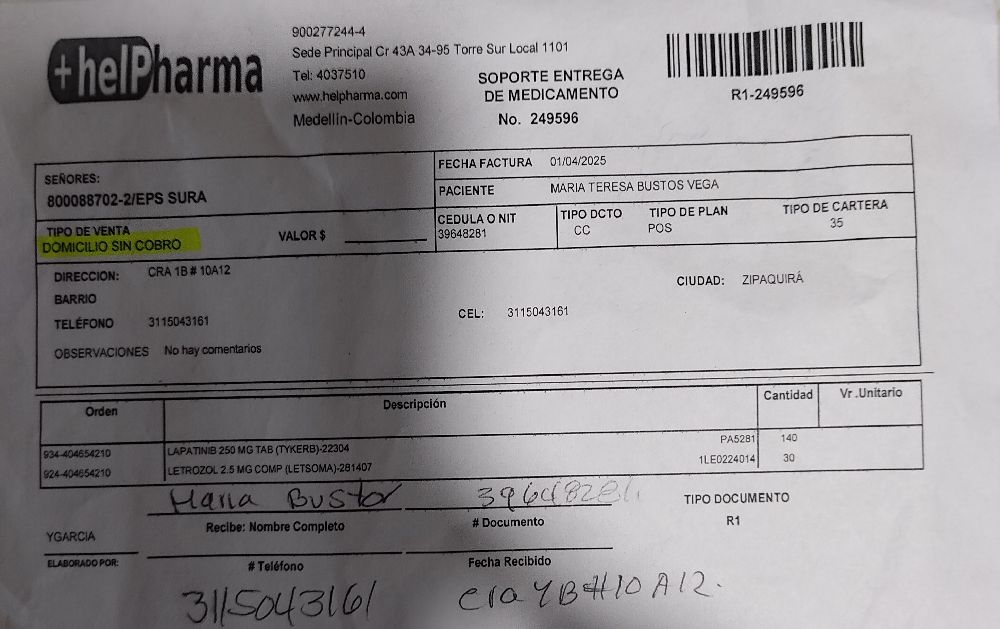 +helPharma
900277244-4
Sede Principal Cr 43A 34-95 Torre Sur Local 1101
Tel: 4037510
www.helpharma.com
Medellín-Colombia
SOPORTE ENTREGA
DE MEDICAMENTO
No. 249596
R1-249596
SEÑORES:
800088702-2/EPS SURA
FECHA FACTURA 01/04/2025
PACIENTE MARIA TERESA BUSTOS VEGA
TIPO DE VENTA
DOMICILIO SIN COBRO
VALOR $
CEDULA O NIT
39648281
TIPO DCTO
CC
TIPO DE PLAN
POS
TIPO DE CARTERA
35
DIRECCION: CRA 1B # 10A12
CIUDAD: ZIPAQUIRÁ
BARRIO
TELÉFONO 3115043161
CEL: 3115043161
OBSERVACIONES No hay comentarios
Orden Descripción Cantidad Vr .Unitario
934-404654210 LAPATINIB 250 MG TAB (TYKERB)-22304 PA5281 140
924-404654210 LETROZOL 2.5 MG COMP (LETSOMA)-281407 1LE0224014 30
Maria Bustos 39648281
Recibe: Nombre Completo # Documento
TIPO DOCUMENTO
R1
YGARCIA
ELABORADO POR:
# Teléfono Fecha Recibido
3115043161 cra YB#10A12.